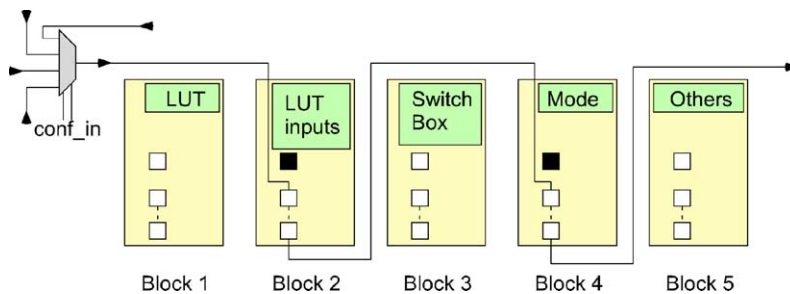 LUT
LUT
inputs
Switch
Box
Mode
Others
conf_in
Block 1
Block 2
Block 3
Block 4
Block 5